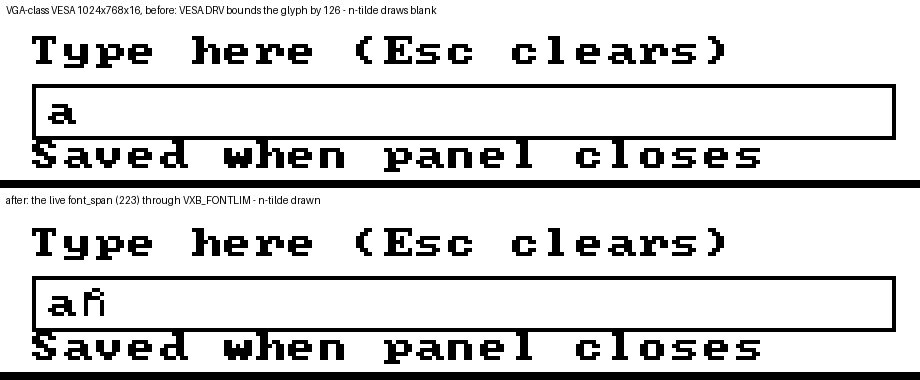 VGA-class VESA 1024x768x16, before: VESA.DRV bounds the glyph by 126 - n-tilde draws blank
Type here (Esc clears)
a
Saved when panel closes
after: the live font_span (223) through VXB_FONTLIM - n-tilde drawn
Type here (Esc clears)
añ
Saved when panel closes